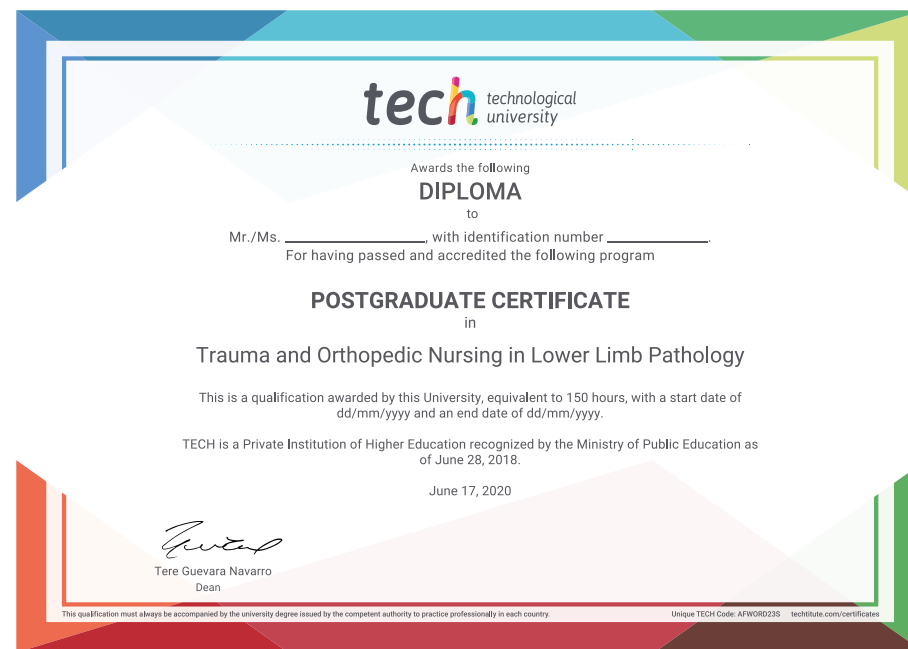 tech technological
university
Awards the following
DIPLOMA
to
Mr./Ms. ____________________, with identification number ______________.
For having passed and accredited the following program
POSTGRADUATE CERTIFICATE
in
Trauma and Orthopedic Nursing in Lower Limb Pathology
This is a qualification awarded by this University, equivalent to 150 hours, with a start date of
dd/mm/yyyy and an end date of dd/mm/yyyy.
TECH is a Private Institution of Higher Education recognized by the Ministry of Public Education as
of June 28, 2018.
June 17, 2020
Tere Guevara Navarro
Dean
This qualification must always be accompanied by the university degree issued by the competent authority to practice professionally in each country. Unique TECH Code: AFWORD23S techtitute.com/certificates